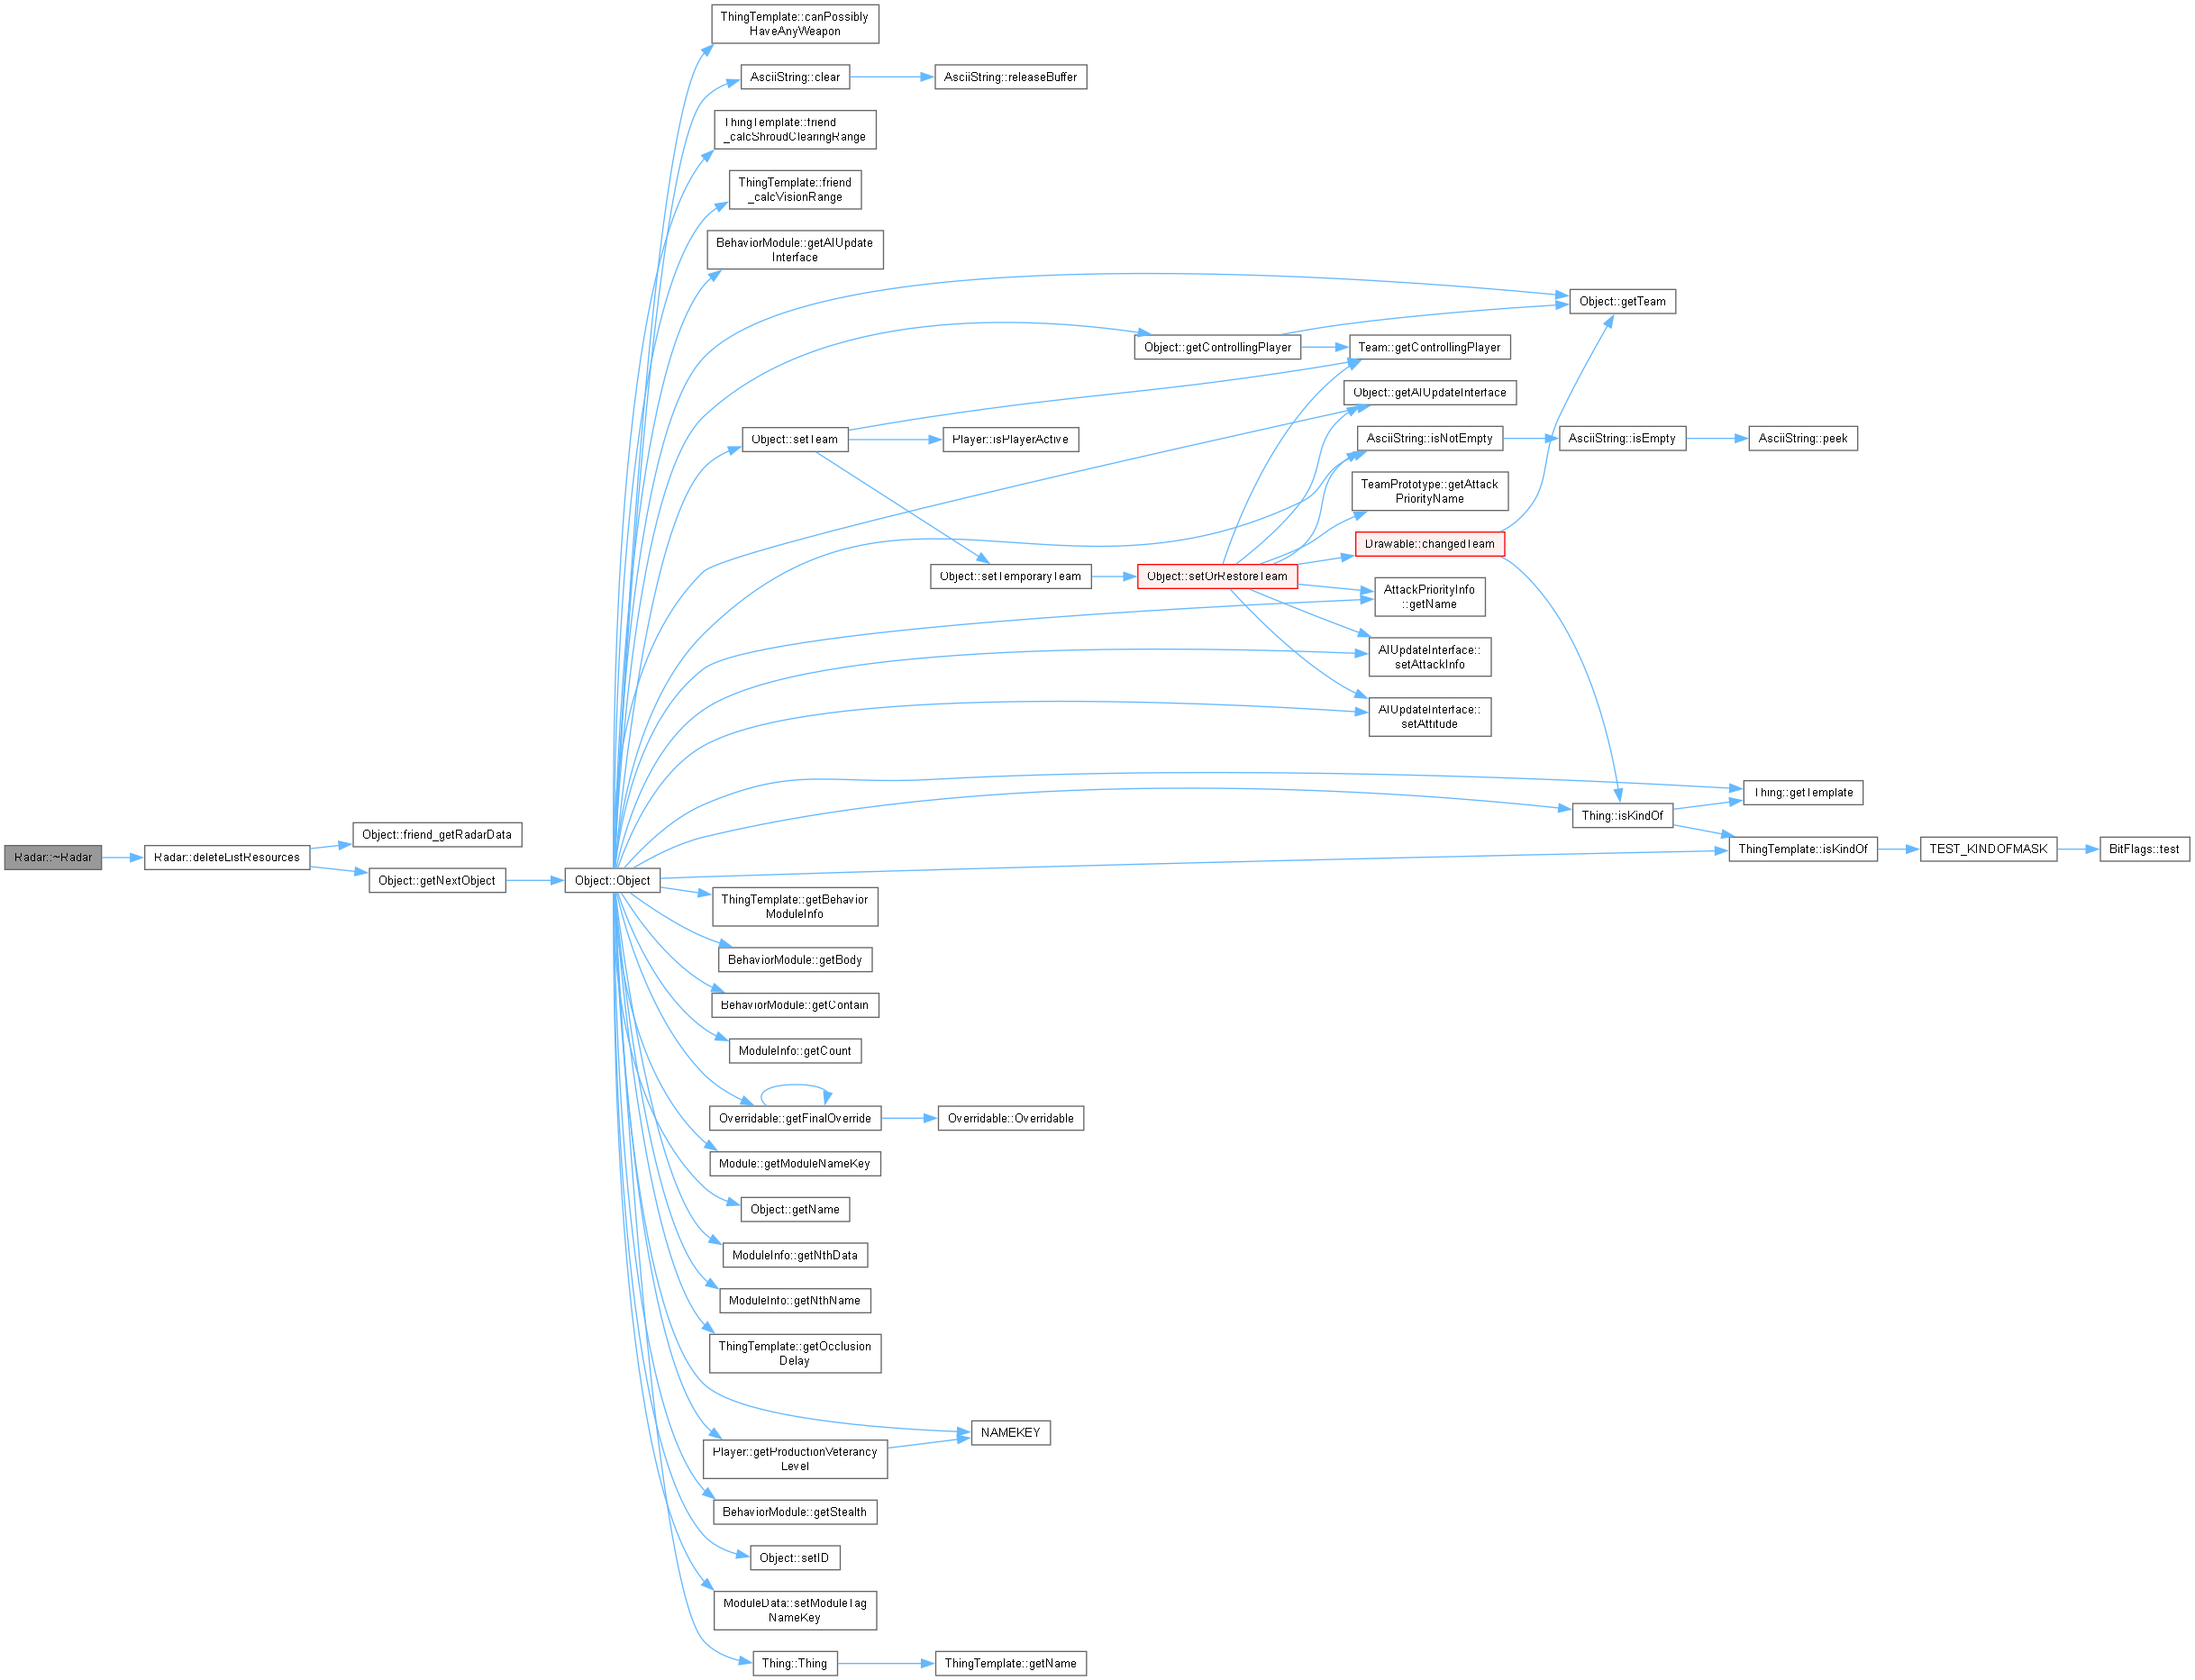 ThingTemplate::canPossibly
HaveAnyWeapon
AsciiString::clear
AsciiString::releaseBuffer
ThingTemplate::friend
_calcShroudClearingRange
ThingTemplate::friend
_calcVisionRange
BehaviorModule::getAIUpdate
Interface
Object::getTeam
Object::getControllingPlayer
Team::getControllingPlayer
Object::getAIUpdateInterface
Object::setTeam
Player::isPlayerActive
AsciiString::isNotEmpty
AsciiString::isEmpty
AsciiString::peek
TeamPrototype::getAttack
PriorityName
Drawable::changedTeam
Object::setTemporaryTeam
Object::setOrRestoreTeam
AttackPriorityInfo
::getName
AIUpdateInterface::
setAttackInfo
AIUpdateInterface::
setAttitude
Thing::getTemplate
Thing::isKindOf
Object::friend_getRadarData
Radar::~Radar
Radar::deleteListResources
ThingTemplate::isKindOf
TEST_KINDOFMASK
BitFlags::test
Object::getNextObject
Object::Object
ThingTemplate::getBehavior
ModuleInfo
BehaviorModule::getBody
BehaviorModule::getContain
ModuleInfo::getCount
Overridable::getFinalOverride
Overridable::Overridable
Module::getModuleNameKey
Object::getName
ModuleInfo::getNthData
ModuleInfo::getNthName
ThingTemplate::getOcclusion
Delay
NAMEKEY
Player::getProductionVeterancy
Level
BehaviorModule::getStealth
Object::setID
ModuleData::setModuleTag
NameKey
Thing::Thing
ThingTemplate::getName